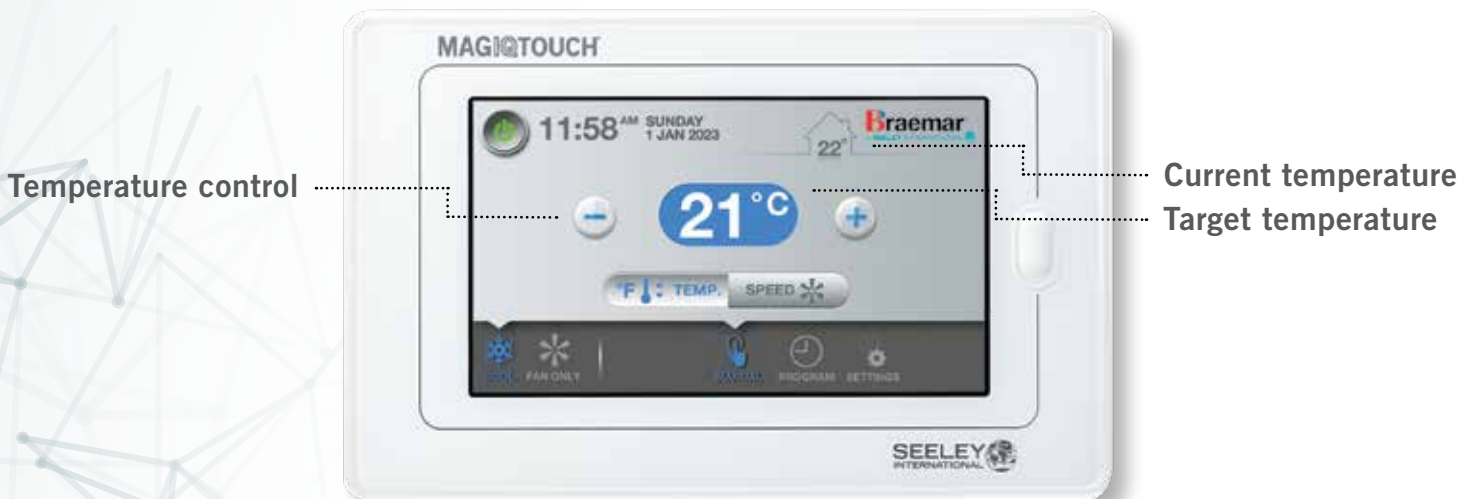 MAGIQTOUCH
11:58 AM SUNDAY
1 JAN 2023
22°
Braemar
Temperature control
21°C
Current temperature
Target temperature
°F : TEMP. SPEED
FAN ONLY PROGRAM SETTINGS
SEELEY
INTERNATIONAL